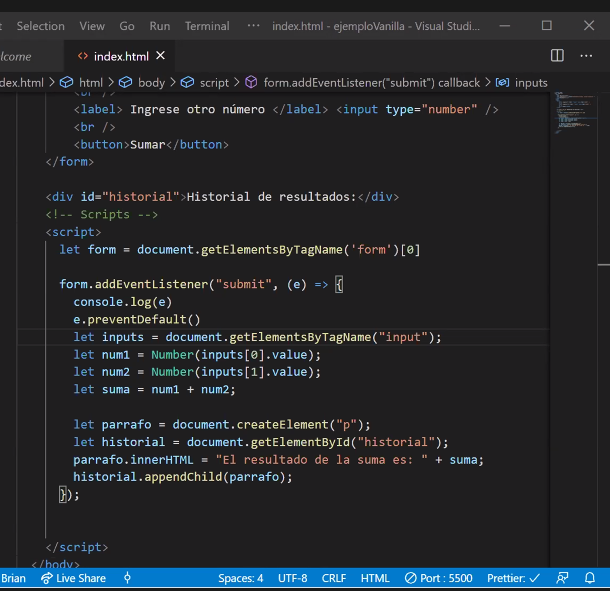 Selection View Go Run Terminal ··· index.html - ejemploVanilla - Visual Studi...
elcome <> index.html
dex.html > html > body > script > form.addEventListener("submit") callback > inputs
<br />
<label> Ingrese otro número </label> <input type="number" />
<br />
<button>Sumar</button>
</form>
<div id="historial">Historial de resultados:</div>
<!-- Scripts -->
<script>
let form = document.getElementsByTagName('form')[0]
form.addEventListener("submit", (e) => {
console.log(e)
e.preventDefault()
let inputs = document.getElementsByTagName("input");
let num1 = Number(inputs[0].value);
let num2 = Number(inputs[1].value);
let suma = num1 + num2;
let parrafo = document.createElement("p");
let historial = document.getElementById("historial");
parrafo.innerHTML = "El resultado de la suma es: " + suma;
historial.appendChild(parrafo);
});
</script>
</body>
Brian Live Share Spaces: 4 UTF-8 CRLF HTML Port : 5500 Prettier: ✓